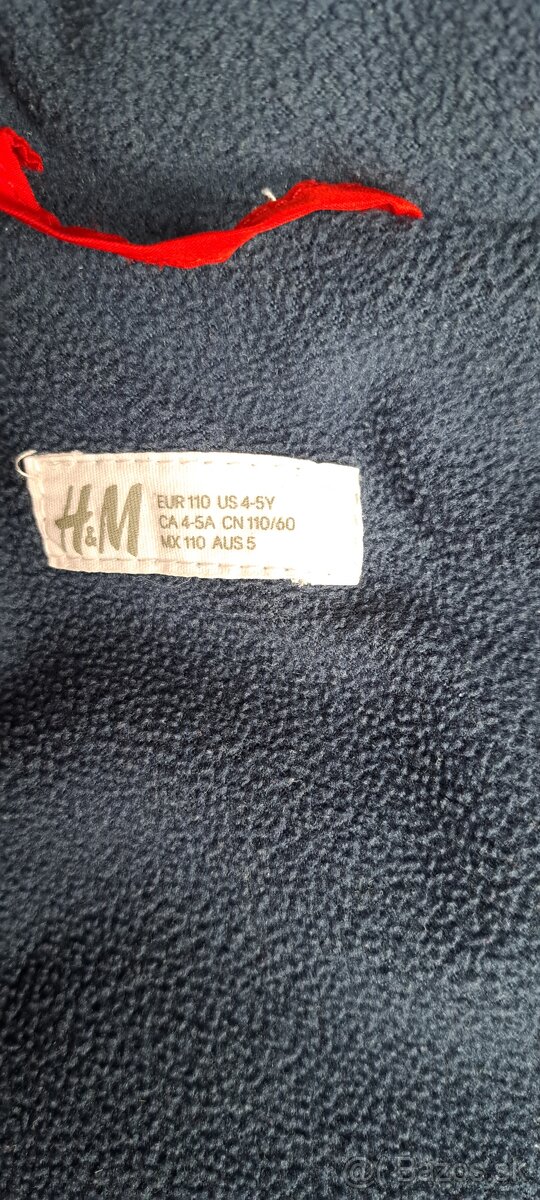 H&M
EUR 110 US 4-5Y
CA 4-5A CN 110/60
MX 110 AUS 5
Bazos.sk